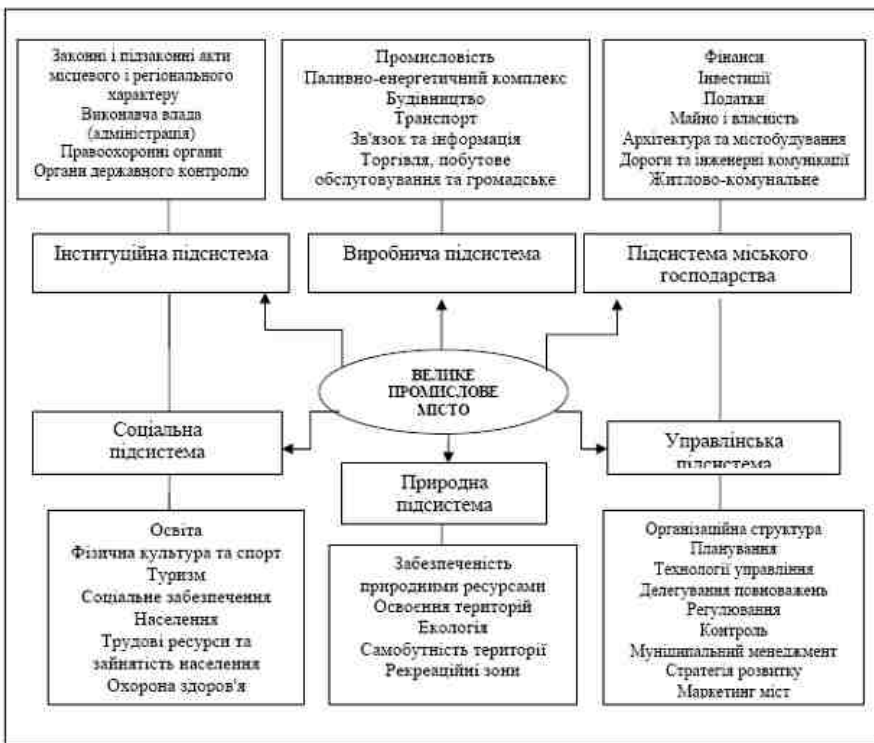 Законні і підзаконні акти
місцевого і регіонального
характеру
Виконавча влада
(адміністрація)
Правоохоронні органи
Органи державного контролю
Промисловість
Паливно-енергетичний комплекс
Будівництво
Транспорт
Зв'язок та інформація
Торгівля, побутове
обслуговування та громадське
Фінанси
Інвестиції
Податки
Майно і власність
Архітектура та містобудування
Дороги та інженерні комунікації
Житлово-комунальне
Інституційна підсистема
Виробнича підсистема
Підсистема міського
господарства
ВЕЛИКЕ
ПРОМИСЛОВЕ
МІСТО
Соціальна
підсистема
Природна
підсистема
Управлінська
підсистема
Освіта
Фізична культура та спорт
Туризм
Соціальне забезпечення
Населення
Трудові ресурси та
зайнятість населення
Охорона здоров'я
Забезпеченість
природними ресурсами
Освоєння територій
Екологія
Самобутність території
Рекреаційні зони
Організаційна структура
Планування
Технології управління
Делегування повноважень
Регулювання
Контроль
Муніципальний менеджмент
Стратегія розвитку
Маркетинг міст